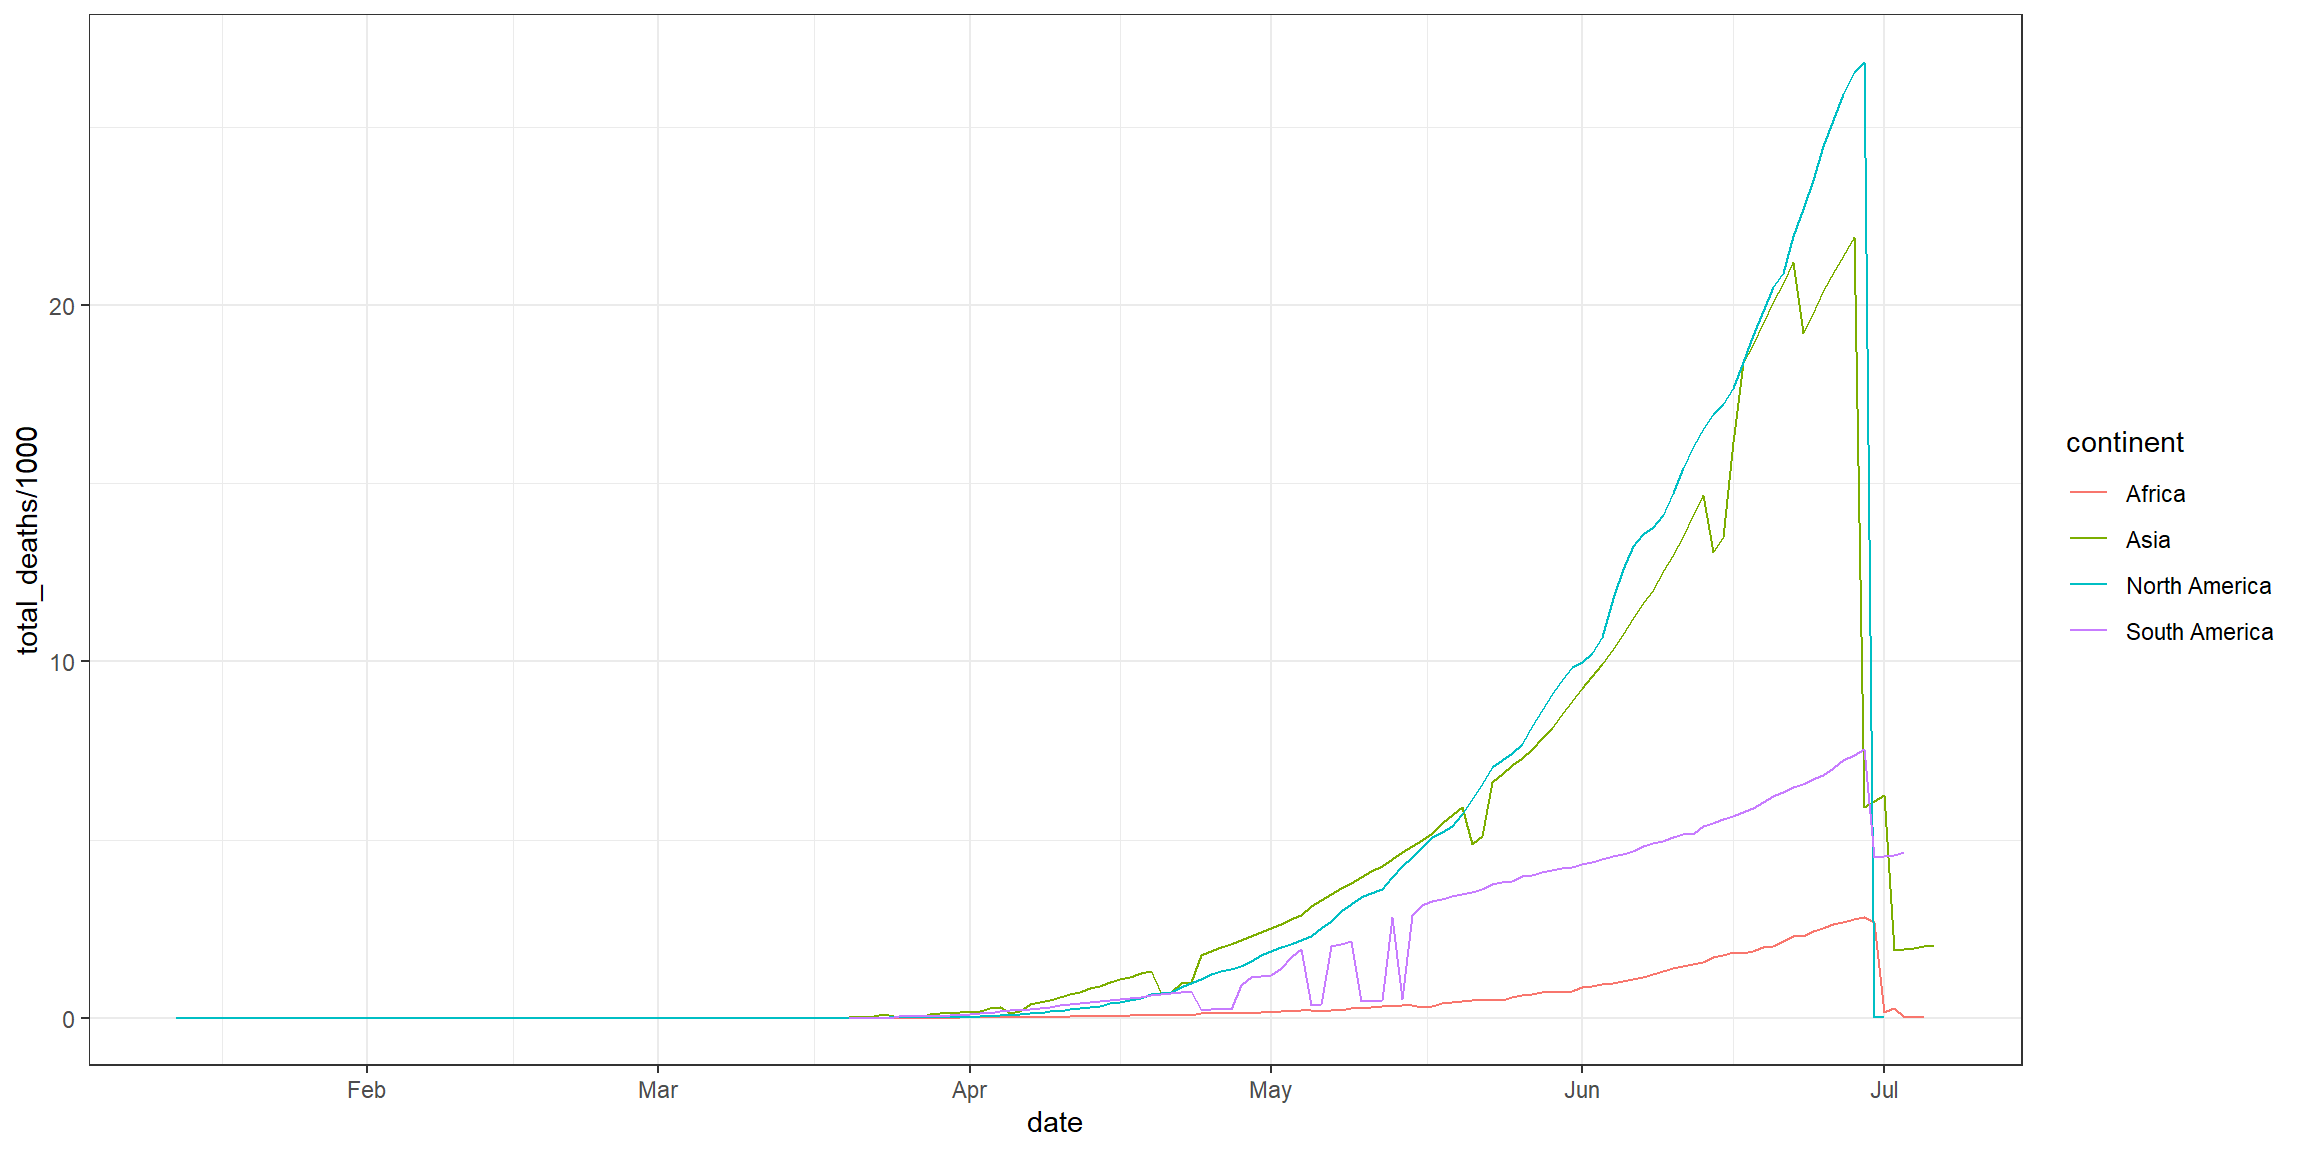 total_deaths/1000
20
10
0
Feb
Mar
Apr
May
Jun
Jul
date
continent
Africa
Asia
North America
South America